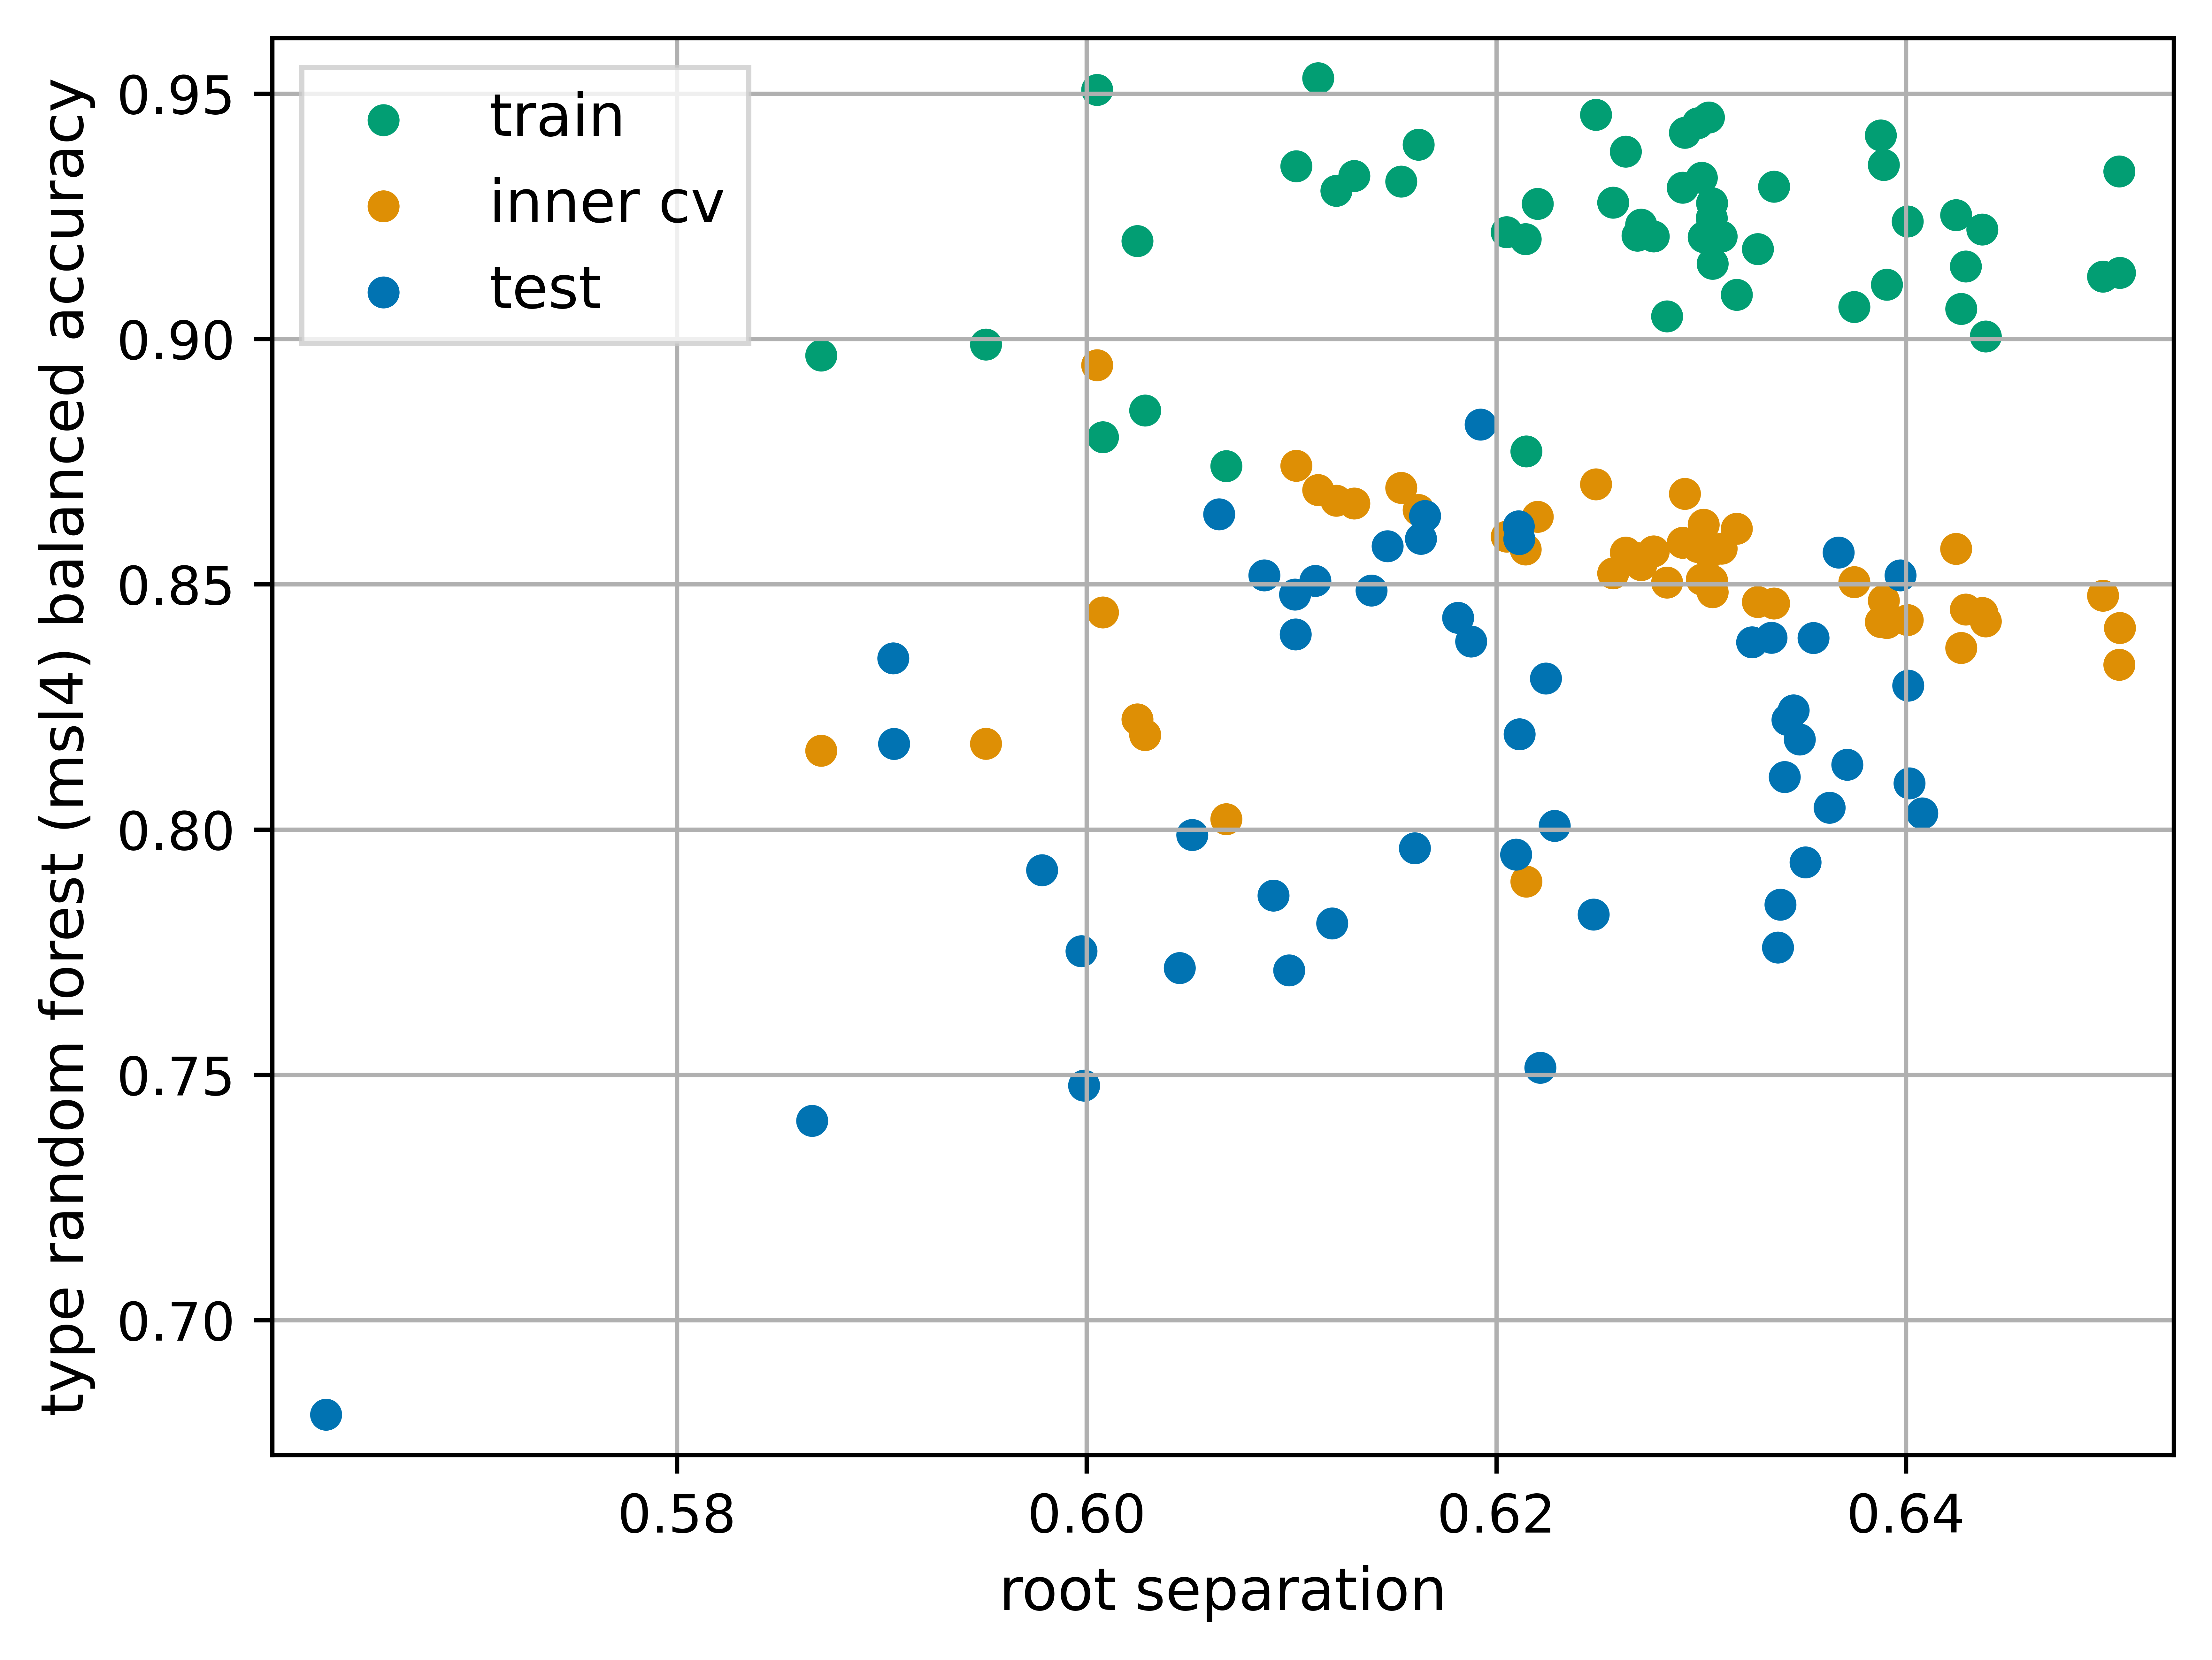 type random forest (msl4) balanced accuracy
0.95
0.90
0.85
0.80
0.75
0.70
train
inner cv
test
0.58
0.60
0.62
0.64
root separation